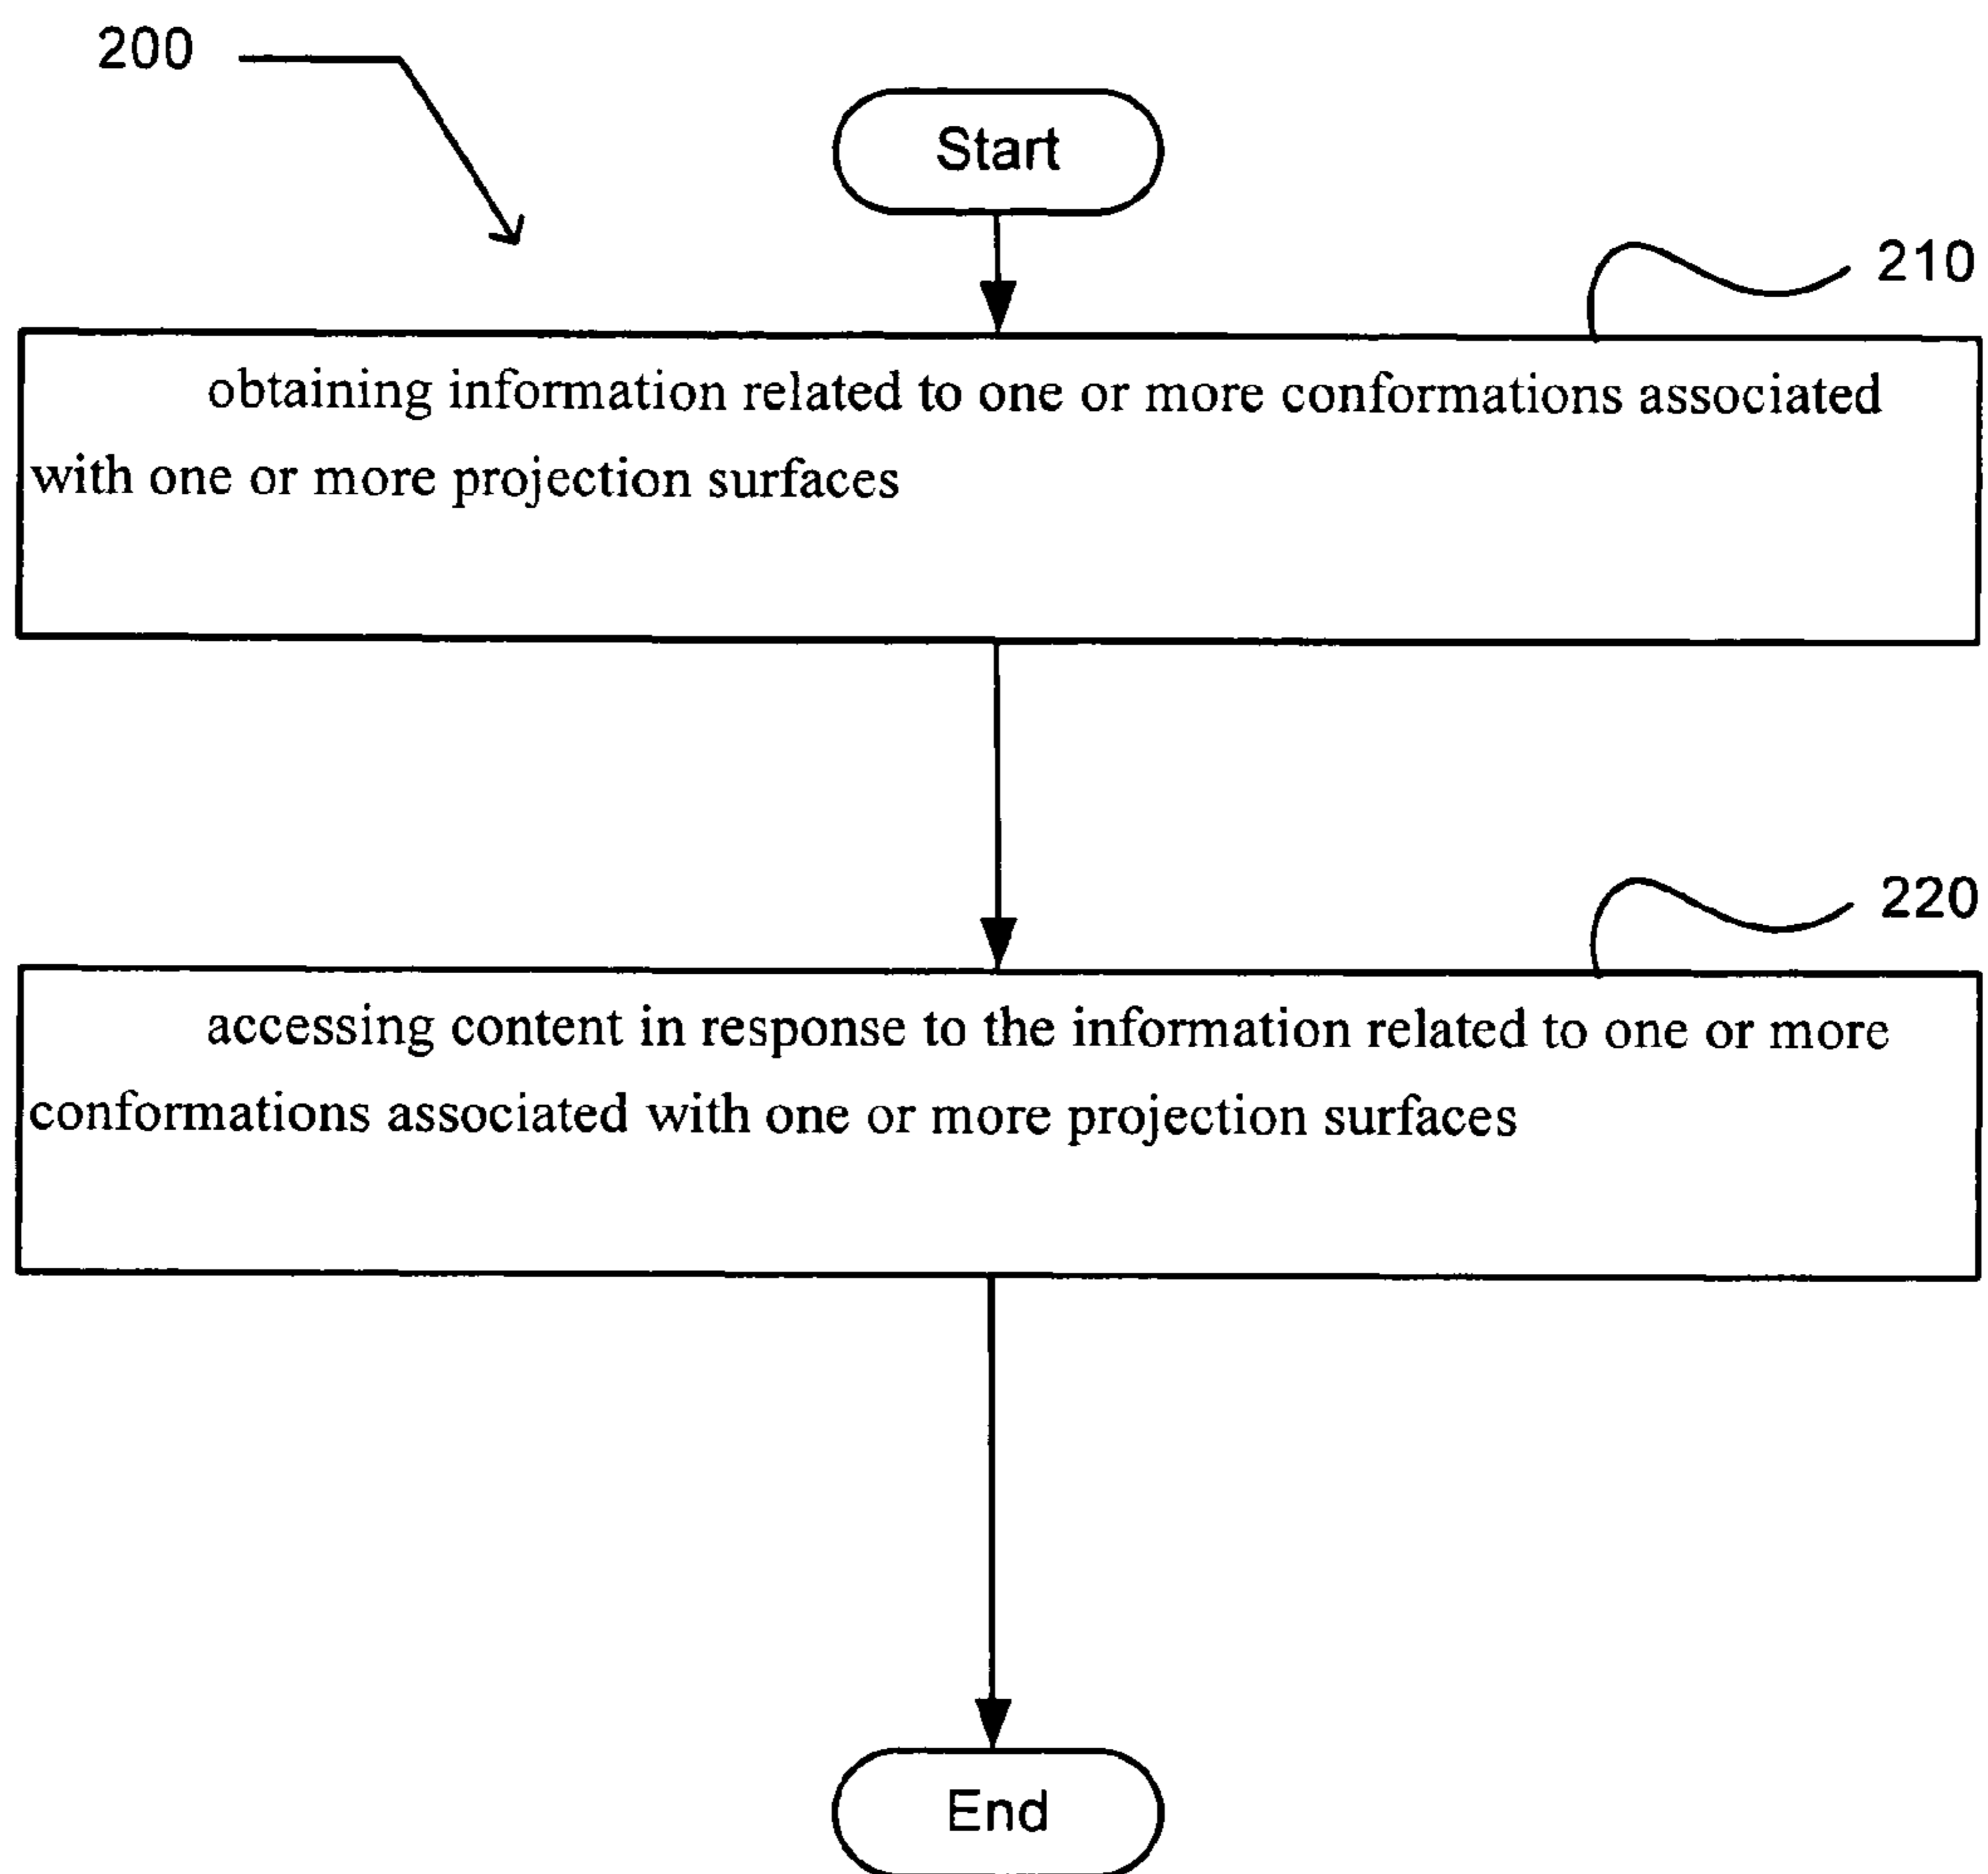 200
Start
210
obtaining information related to one or more conformations associated
with one or more projection surfaces
220
accessing content in response to the information related to one or more
conformations associated with one or more projection surfaces
End